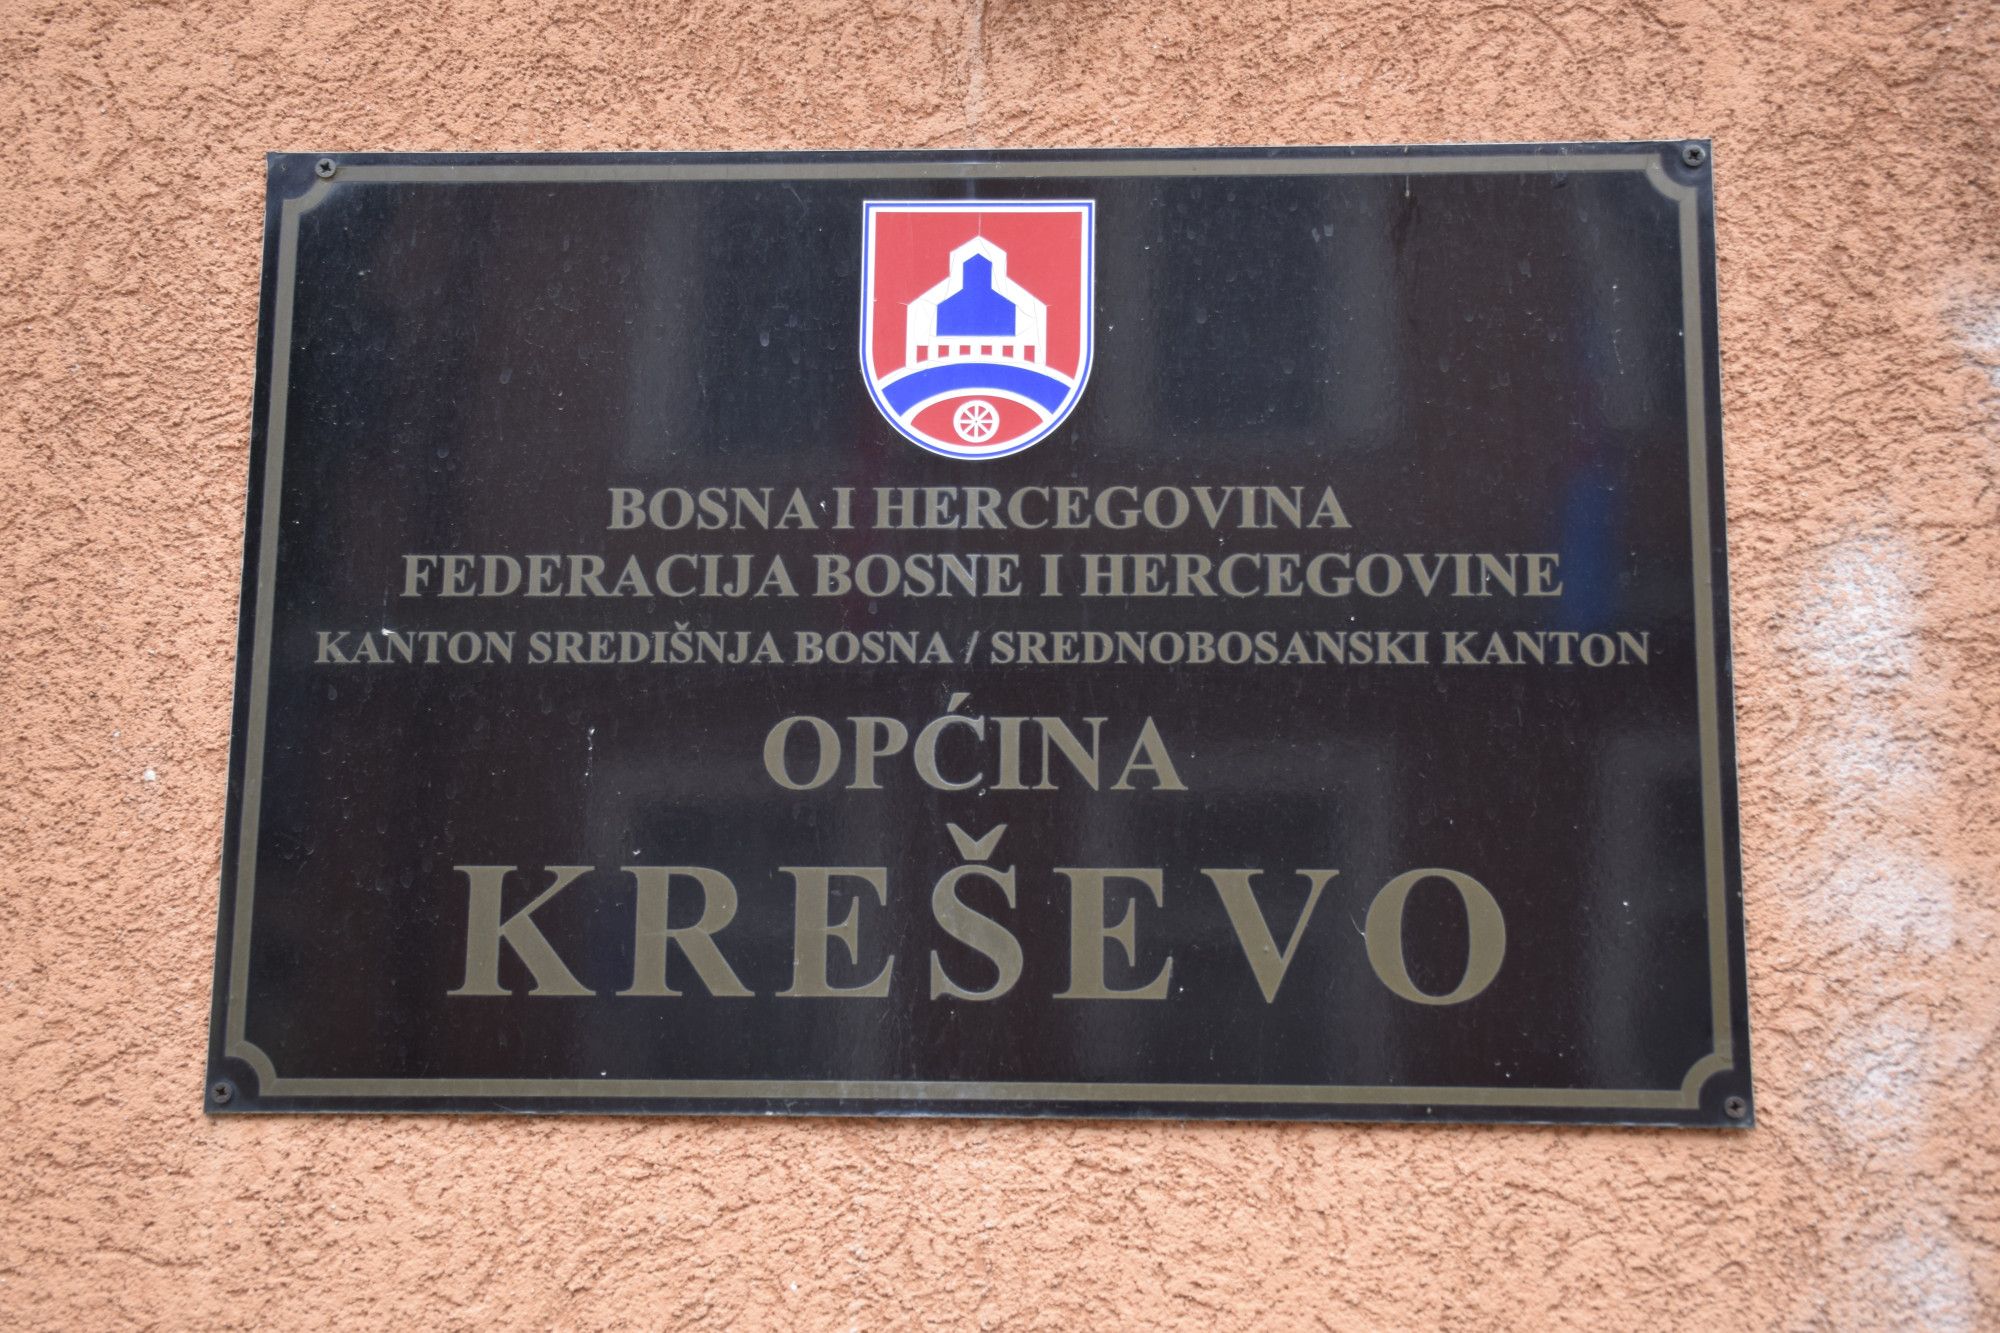 BOSNA I HERCEGOVINA
FEDERACIJA BOSNE I HERCEGOVINE
KANTON SREDIŠNJA BOSNA / SREDNOBOSANSKI KANTON
OPĆINA
KREŠEVO